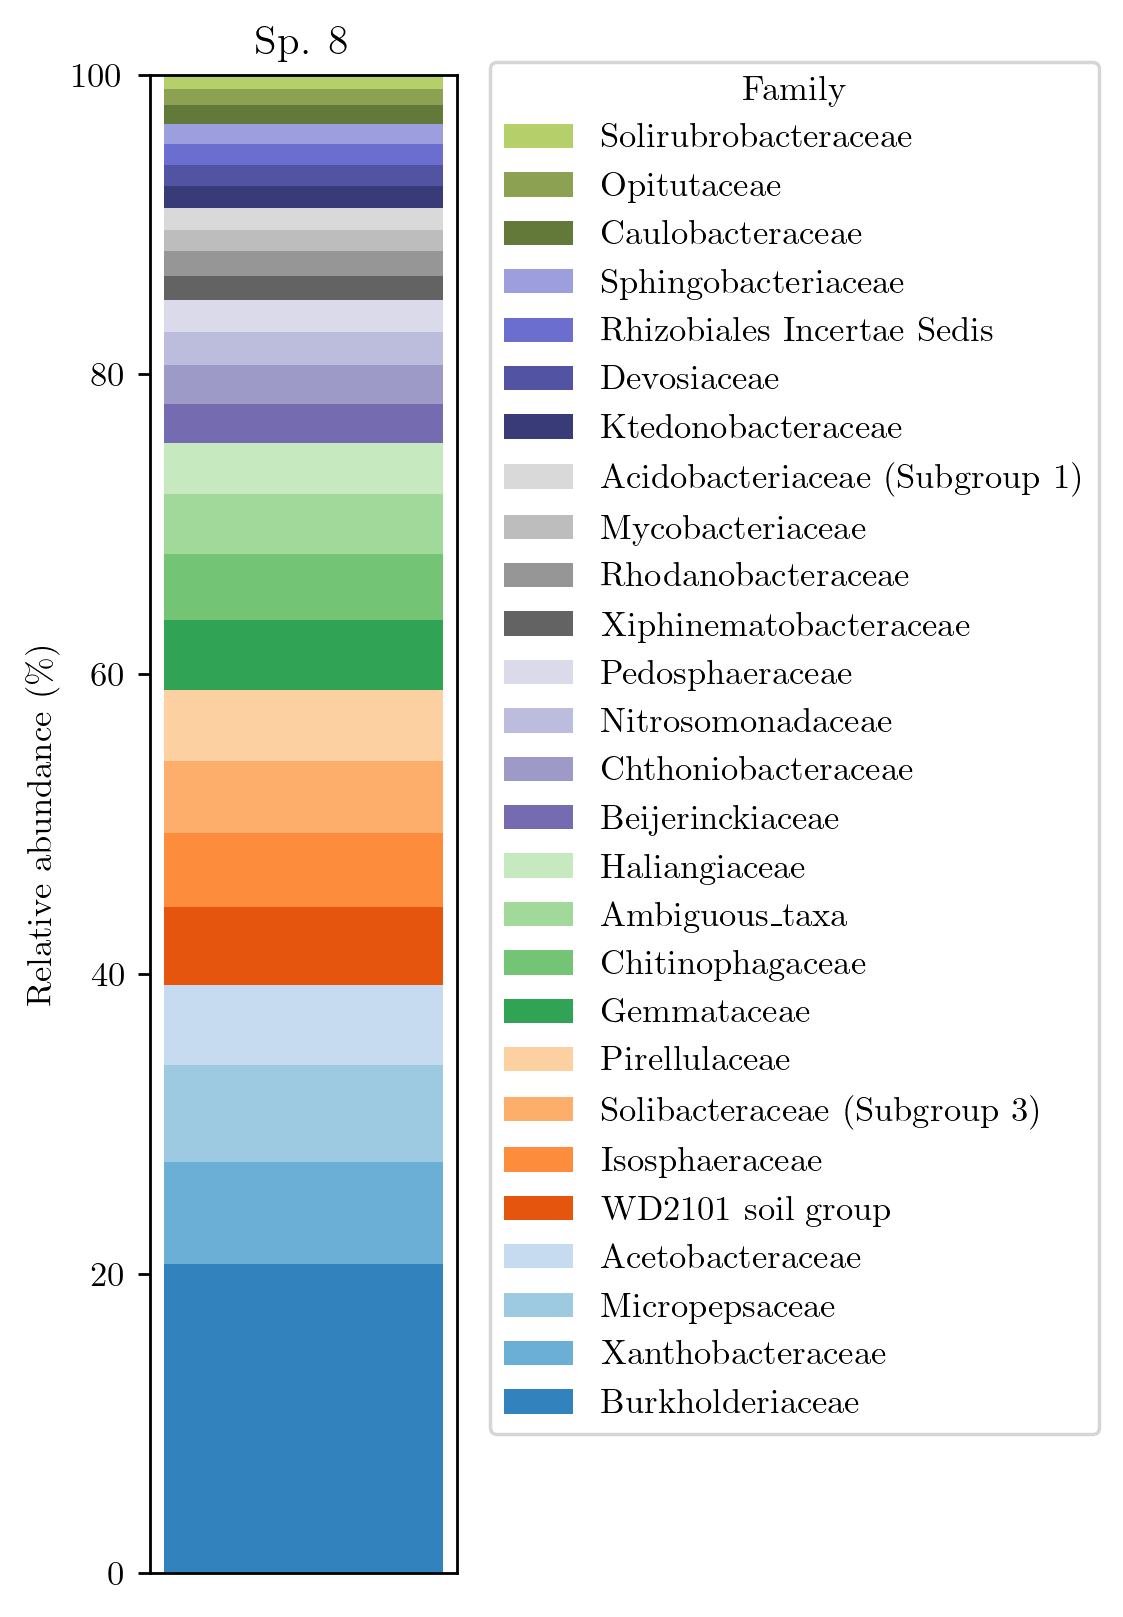 Sp. 8
100
80
60
40
20
0
Relative abundance (%)
Family
Solirubrobacteraceae
Opitutaceae
Caulobacteraceae
Sphingobacteriaceae
Rhizobiales Incertae Sedis
Devosiaceae
Ktedonobacteraceae
Acidobacteriaceae (Subgroup 1)
Mycobacteriaceae
Rhodanobacteraceae
Xiphinematobacteraceae
Pedosphaeraceae
Nitrosomonadaceae
Chthoniobacteraceae
Beijerinckiaceae
Haliangiaceae
Ambiguous_taxa
Chitinophagaceae
Gemmataceae
Pirellulaceae
Solibacteraceae (Subgroup 3)
Isosphaeraceae
WD2101 soil group
Acetobacteraceae
Micropepsaceae
Xanthobacteraceae
Burkholderiaceae